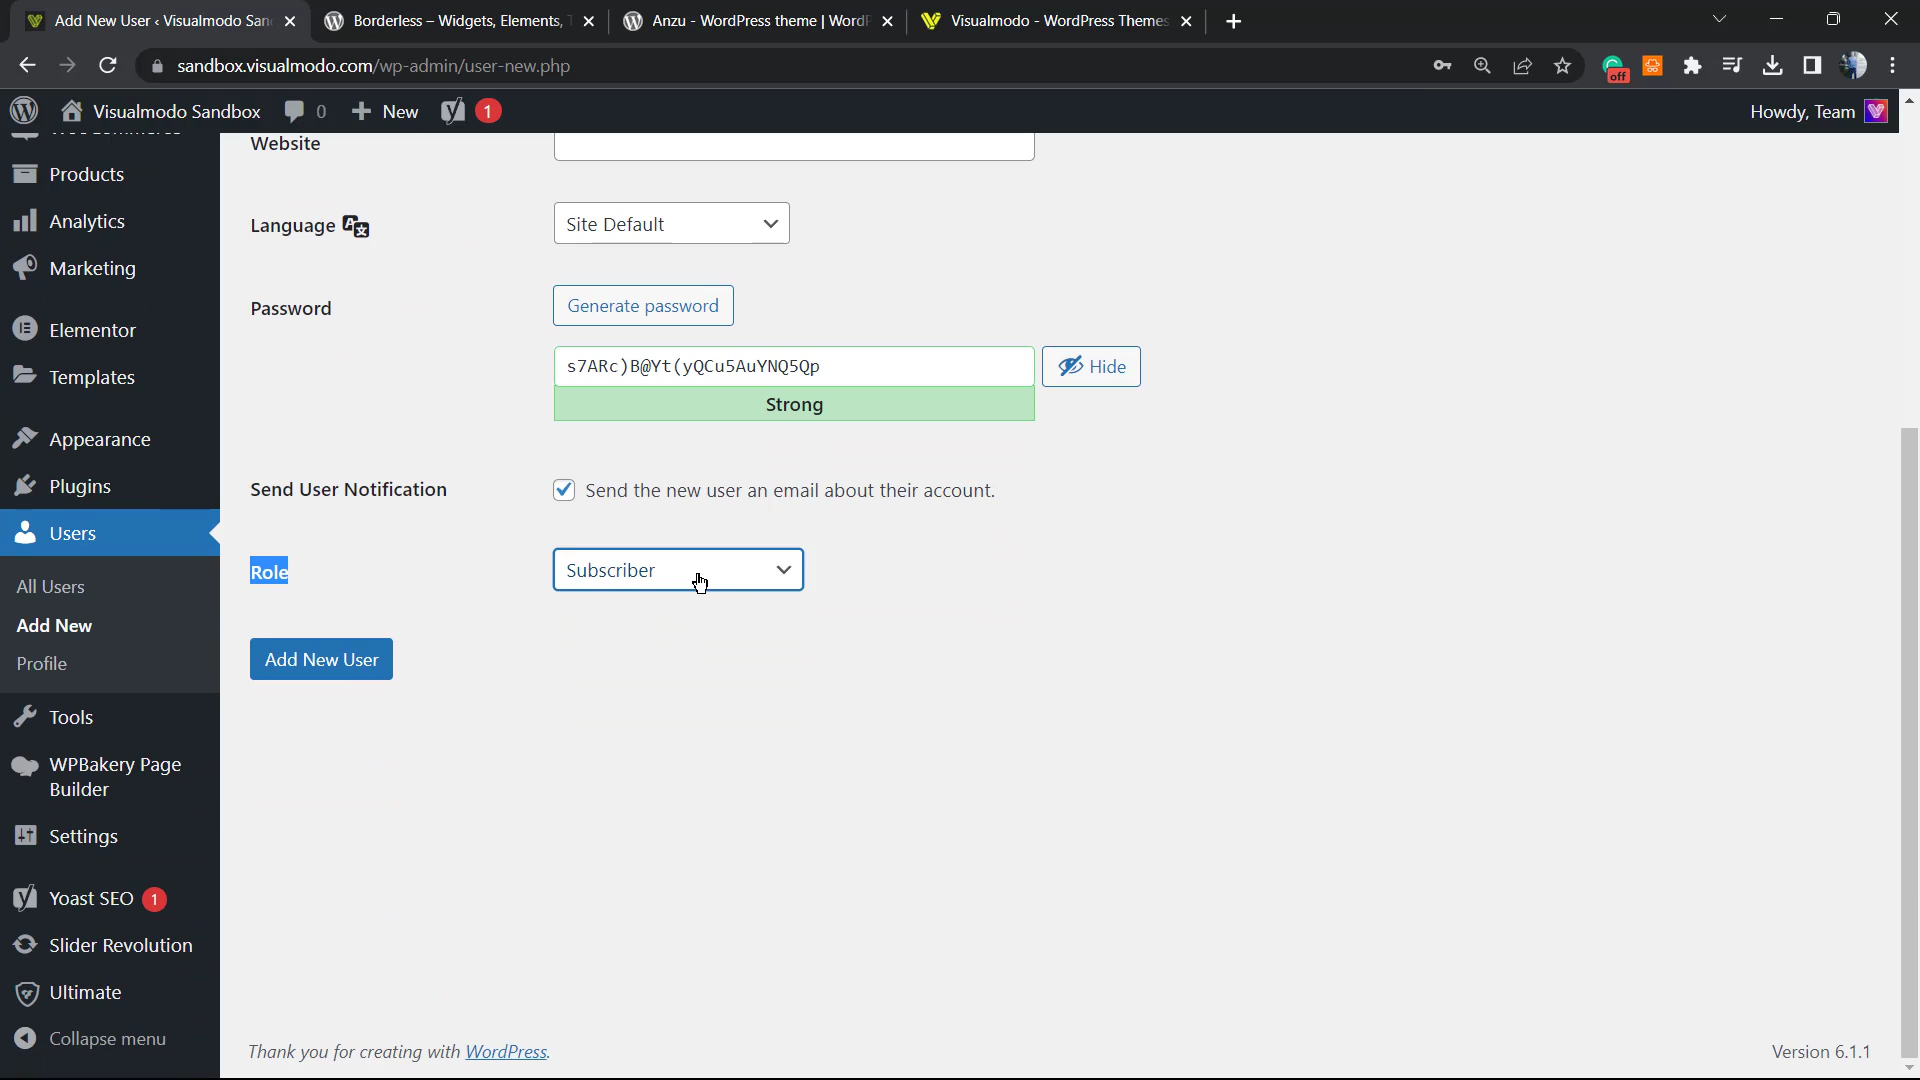 Add New User ‹ Visualmodo San
Borderless – Widgets, Elements,
Anzu - WordPress theme | WordP
Visualmodo - WordPress Themes
sandbox.visualmodo.com/wp-admin/user-new.php
off
Visualmodo Sandbox
0
New
1
Howdy, Team
Products
Analytics
Marketing
Elementor
Templates
Appearance
Plugins
Users
All Users
Add New
Profile
Tools
WPBakery Page
Builder
Settings
Yoast SEO 1
Slider Revolution
Ultimate
Collapse menu
Website
Language
Site Default
Password
Generate password
s7ARc)B@Yt(yQCu5AuYNQ5Qp
Hide
Strong
Send User Notification
Send the new user an email about their account.
Role
Subscriber
Add New User
Thank you for creating with WordPress.
Version 6.1.1